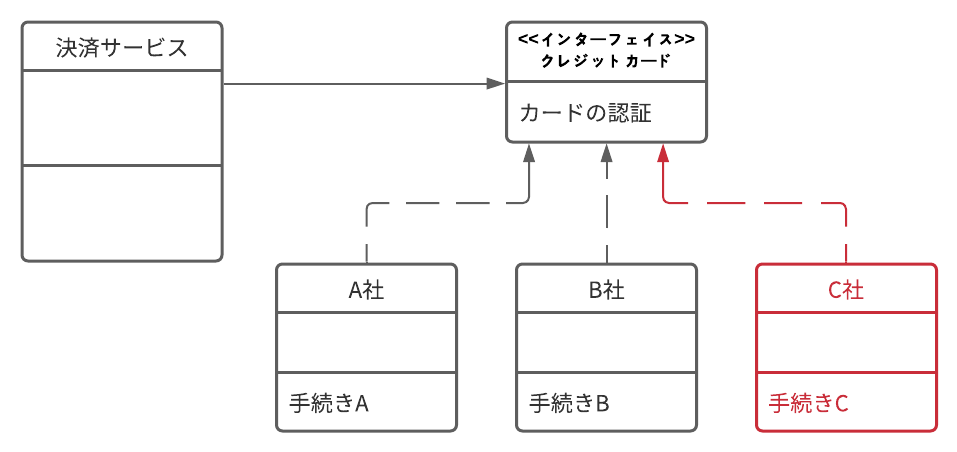 決済サービス
<<インターフェイス>>
クレジットカード
カードの認証
A社
B社
C社
手続きA
手続きB
手続きC